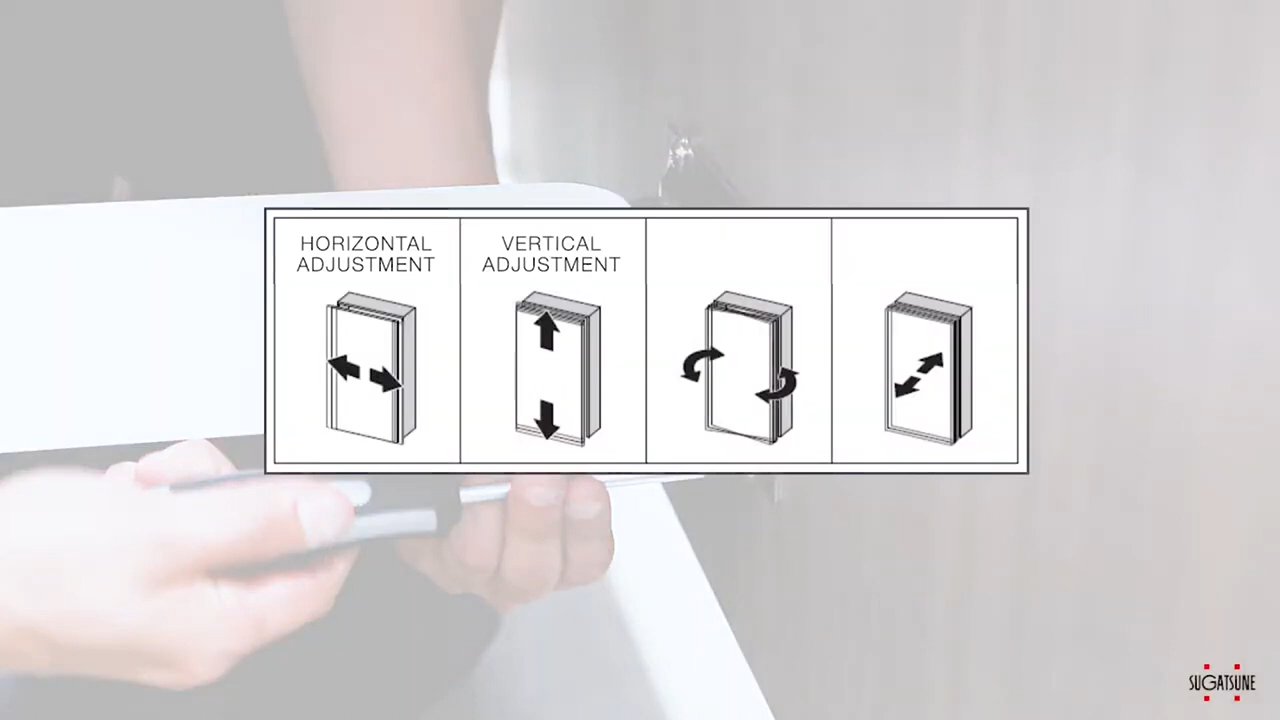 HORIZONTAL
ADJUSTMENT
VERTICAL
ADJUSTMENT
SUGATSUNE